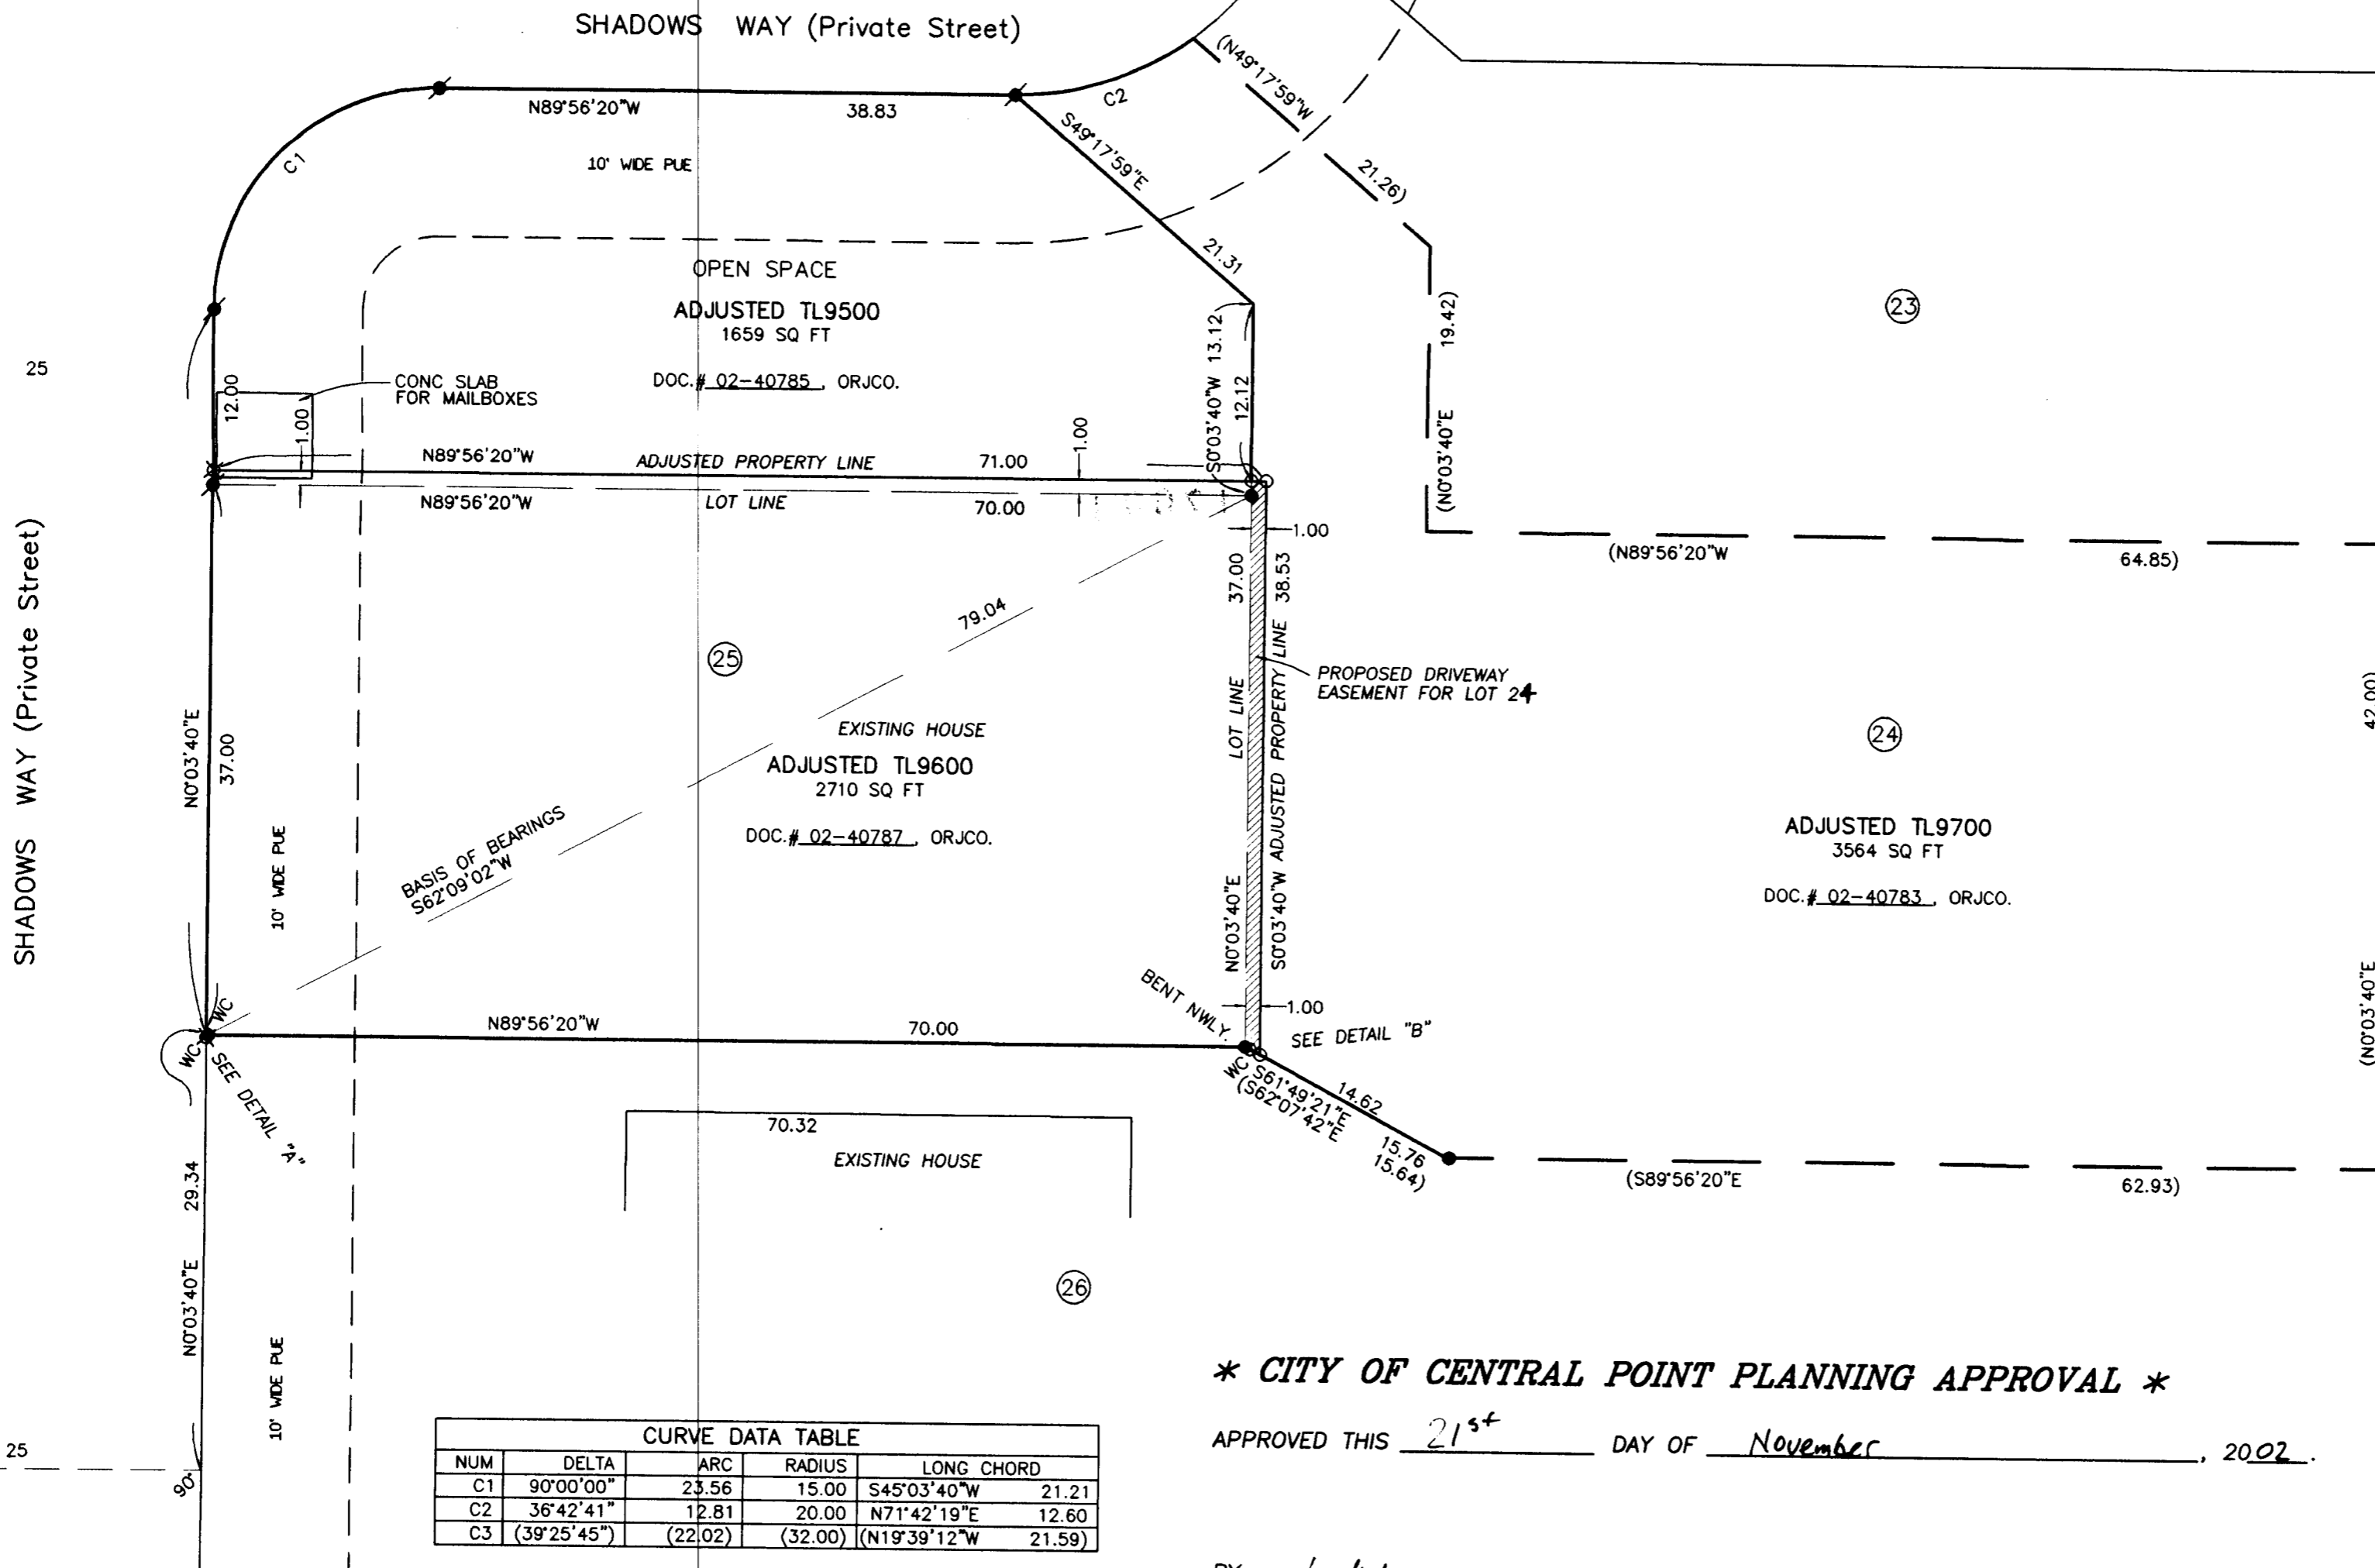 SHADOWS WAY (Private Street)
N89°56'20"W 38.83
C1
C2
(N49°17'59"W 21.26)
S49°17'59"E 21.31
10' WIDE PUE
OPEN SPACE
ADJUSTED TL9500
1659 SQ FT
DOC.# 02-40785, ORJCO.
CONC SLAB
FOR MAILBOXES
12.00
1.00
25
S0°03'40"W 13.12
12.12
1.00
(N0°03'40"E 19.42)
23
N89°56'20"W ADJUSTED PROPERTY LINE 71.00
N89°56'20"W LOT LINE 70.00
1.00
(N89°56'20"W 64.85)
SHADOWS WAY (Private Street)
N0°03'40"E 37.00
10' WIDE PUE
25
79.04
BASIS OF BEARINGS
S62°09'02"W
EXISTING HOUSE
ADJUSTED TL9600
2710 SQ FT
DOC.# 02-40787, ORJCO.
N0°03'40"E LOT LINE 37.00
S0°03'40"W ADJUSTED PROPERTY LINE 38.53
PROPOSED DRIVEWAY
EASEMENT FOR LOT 24
24
ADJUSTED TL9700
3564 SQ FT
DOC.# 02-40783, ORJCO.
(N0°03'40"E 42.00)
WC
WC
SEE DETAIL "A"
N89°56'20"W 70.00
BENT NWLY.
1.00
SEE DETAIL "B"
WC
S61°49'21"E 15.76
(S62°07'42"E 15.64)
14.62
(S89°56'20"E 62.93)
70.32
EXISTING HOUSE
26
N0°03'40"E 29.34
10' WIDE PUE
25
90°
CURVE DATA TABLE
NUM DELTA ARC RADIUS LONG CHORD
C1 90°00'00" 23.56 15.00 S45°03'40"W 21.21
C2 36°42'41" 12.81 20.00 N71°42'19"E 12.60
C3 (39°25'45") (22.02) (32.00) (N19°39'12"W 21.59)
* CITY OF CENTRAL POINT PLANNING APPROVAL *
APPROVED THIS 21st DAY OF November, 2002.